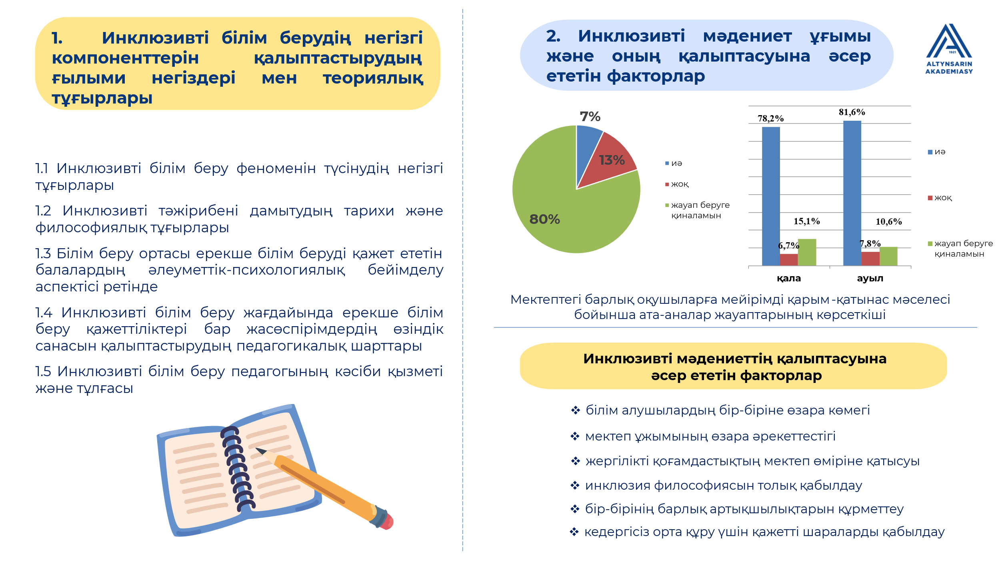 1. Инклюзивті білім берудің негізгі
компоненттерін қалыптастырудың
ғылыми негіздері мен теориялық
тұғырлары
1.1 Инклюзивті білім беру феноменін түсінудің негізгі
тұғырлары
1.2 Инклюзивті тәжірибені дамытудың тарихи және
философиялық тұғырлары
1.3 Білім беру ортасы ерекше білім беруді қажет ететін
балалардың әлеуметтік-психологиялық бейімделу
аспектісі ретінде
1.4 Инклюзивті білім беру жағдайында ерекше білім
беру қажеттіліктері бар жасөспірімдердің өзіндік
санасын қалыптастырудың педагогикалық шарттары
1.5 Инклюзивті білім беру педагогының кәсіби қызметі
және тұлғасы
2. Инклюзивті мәдениет ұғымы
және оның қалыптасуына әсер
ететін факторлар
1921
ALTYNSARIN
AKADEMIASY
7%
13%
80%
иә
жоқ
жауап беруге
қиналамын
78,2%
6,7%
15,1%
81,6%
7,8%
10,6%
қала
ауыл
иә
жоқ
жауап беруге
қиналамын
Мектептегі барлық оқушыларға мейірімді қарым-қатынас мәселесі
бойынша ата-аналар жауаптарының көрсеткіші
Инклюзивті мәдениеттің қалыптасуына
әсер ететін факторлар
❖ білім алушылардың бір-біріне өзара көмегі
❖ мектеп ұжымының өзара әрекеттестігі
❖ жергілікті қоғамдастықтың мектеп өміріне қатысуы
❖ инклюзия философиясын толық қабылдау
❖ бір-бірінің барлық артықшылықтарын құрметтеу
❖ кедергісіз орта құру үшін қажетті шараларды қабылдау